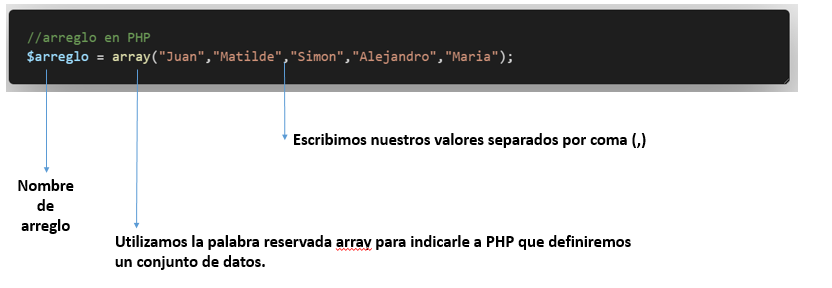 //arreglo en PHP
$arreglo = array("Juan","Matilde","Simon","Alejandro","Maria");
Escribimos nuestros valores separados por coma (,)
Nombre
de
arreglo
Utilizamos la palabra reservada array para indicarle a PHP que definiremos
un conjunto de datos.